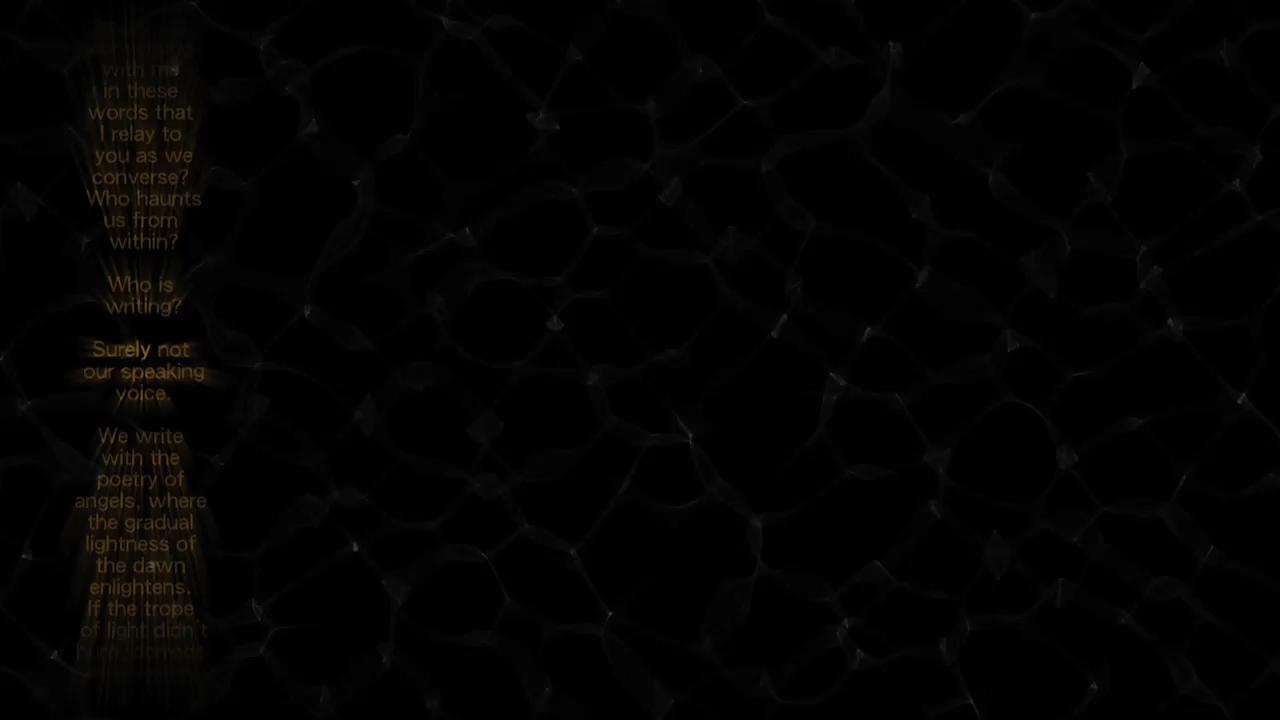 with me
in these
words that
I relay to
you as we
converse?
Who haunts
us from
within?
Who is
writing?
Surely not
our speaking
voice.
We write
with the
poetry of
angels, where
the gradual
lightness of
the dawn
enlightens.
If the trope
of light didn't